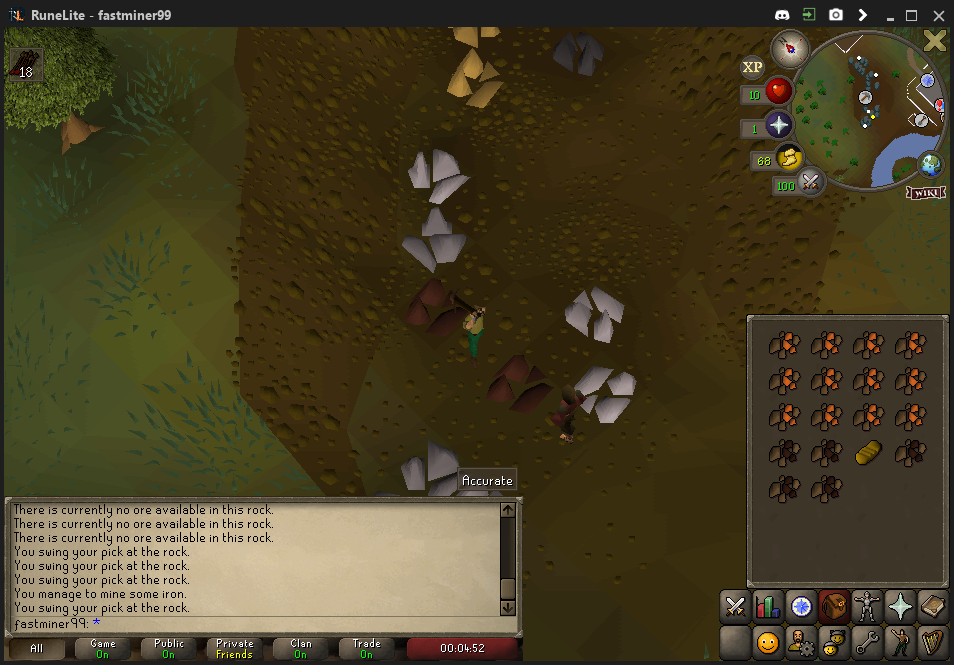 RuneLite - fastminer99
18
XP
10
1
68
100
WIKI
Accurate
There is currently no ore available in this rock.
There is currently no ore available in this rock.
There is currently no ore available in this rock.
You swing your pick at the rock.
You swing your pick at the rock.
You swing your pick at the rock.
You manage to mine some iron.
You swing your pick at the rock.
fastminer99: *
All
Game
On
Public
On
Private
Friends
Clan
On
Trade
On
00:04:52